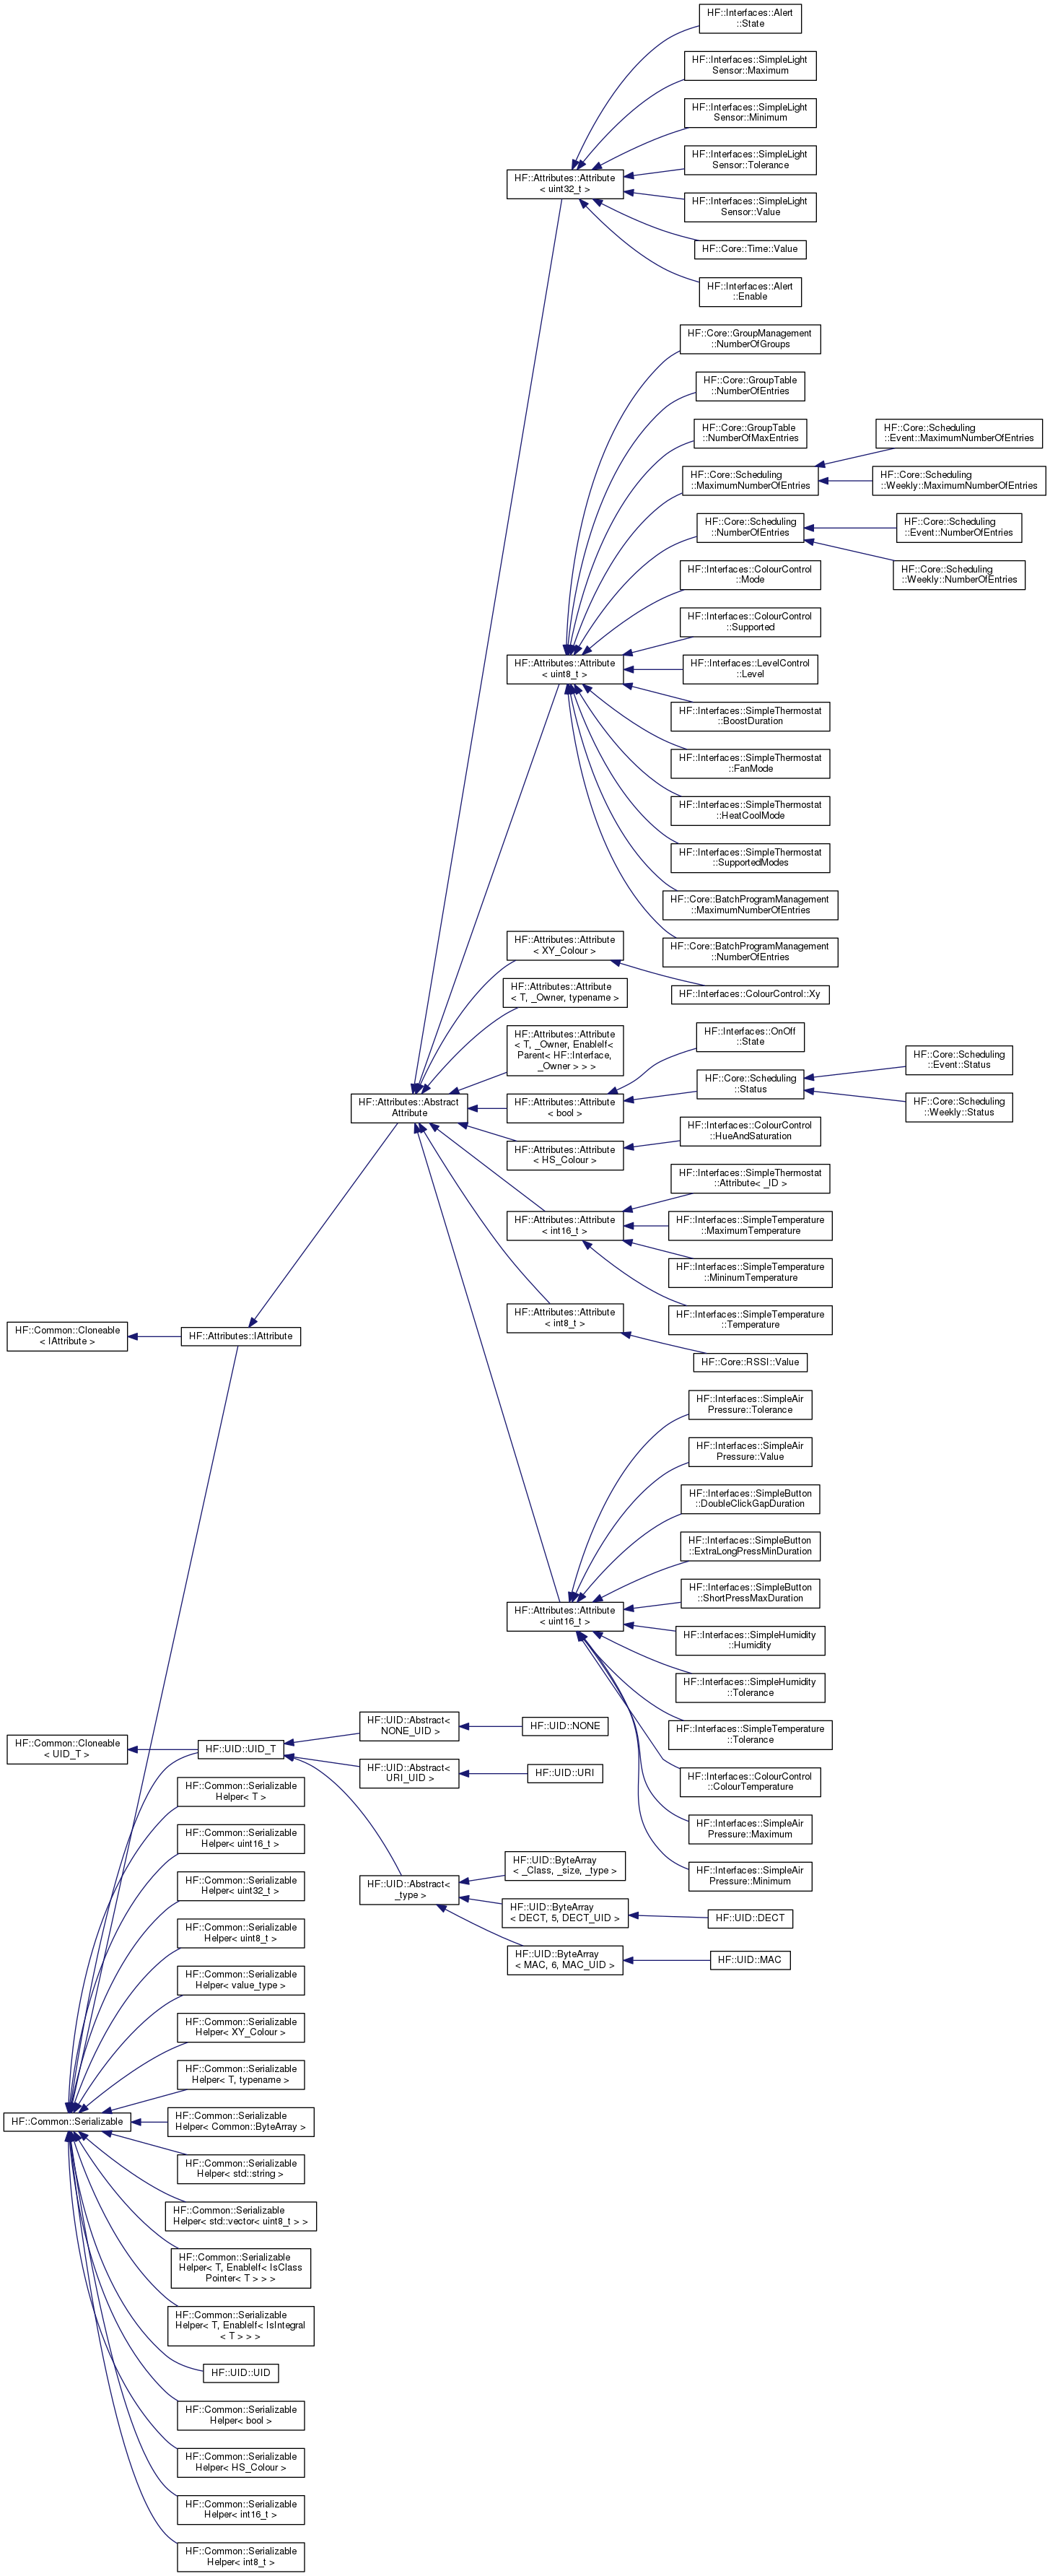 HF::Interfaces::Alert
::State
HF::Interfaces::SimpleLight
Sensor::Maximum
HF::Interfaces::SimpleLight
Sensor::Minimum
HF::Interfaces::SimpleLight
Sensor::Tolerance
HF::Attributes::Attribute
< uint32_t >
HF::Interfaces::SimpleLight
Sensor::Value
HF::Core::Time::Value
HF::Interfaces::Alert
::Enable
HF::Core::GroupManagement
::NumberOfGroups
HF::Core::GroupTable
::NumberOfEntries
HF::Core::GroupTable
::NumberOfMaxEntries
HF::Core::Scheduling
::Event::MaximumNumberOfEntries
HF::Core::Scheduling
::MaximumNumberOfEntries
HF::Core::Scheduling
::Weekly::MaximumNumberOfEntries
HF::Core::Scheduling
::NumberOfEntries
HF::Core::Scheduling
::Event::NumberOfEntries
HF::Interfaces::ColourControl
::Mode
HF::Core::Scheduling
::Weekly::NumberOfEntries
HF::Interfaces::ColourControl
::Supported
HF::Attributes::Attribute
< uint8_t >
HF::Interfaces::LevelControl
::Level
HF::Interfaces::SimpleThermostat
::BoostDuration
HF::Interfaces::SimpleThermostat
::FanMode
HF::Interfaces::SimpleThermostat
::HeatCoolMode
HF::Interfaces::SimpleThermostat
::SupportedModes
HF::Core::BatchProgramManagement
::MaximumNumberOfEntries
HF::Core::BatchProgramManagement
::NumberOfEntries
HF::Attributes::Attribute
< XY_Colour >
HF::Interfaces::ColourControl::Xy
HF::Attributes::Attribute
< T, _Owner, typename >
HF::Attributes::Attribute
< T, _Owner, EnableIf<
Parent< HF::Interface,
_Owner > > >
HF::Interfaces::OnOff
::State
HF::Core::Scheduling
::Event::Status
HF::Core::Scheduling
::Status
HF::Attributes::Abstract
Attribute
HF::Attributes::Attribute
< bool >
HF::Core::Scheduling
::Weekly::Status
HF::Interfaces::ColourControl
::HueAndSaturation
HF::Attributes::Attribute
< HS_Colour >
HF::Interfaces::SimpleThermostat
::Attribute< _ID >
HF::Attributes::Attribute
< int16_t >
HF::Interfaces::SimpleTemperature
::MaximumTemperature
HF::Interfaces::SimpleTemperature
::MininumTemperature
HF::Interfaces::SimpleTemperature
::Temperature
HF::Attributes::Attribute
< int8_t >
HF::Core::RSSI::Value
HF::Common::Cloneable
< IAttribute >
HF::Attributes::IAttribute
HF::Interfaces::SimpleAir
Pressure::Tolerance
HF::Interfaces::SimpleAir
Pressure::Value
HF::Interfaces::SimpleButton
::DoubleClickGapDuration
HF::Interfaces::SimpleButton
::ExtraLongPressMinDuration
HF::Interfaces::SimpleButton
::ShortPressMaxDuration
HF::Attributes::Attribute
< uint16_t >
HF::Interfaces::SimpleHumidity
::Humidity
HF::Interfaces::SimpleHumidity
::Tolerance
HF::Interfaces::SimpleTemperature
::Tolerance
HF::Interfaces::ColourControl
::ColourTemperature
HF::Interfaces::SimpleAir
Pressure::Maximum
HF::Interfaces::SimpleAir
Pressure::Minimum
HF::Common::Cloneable
< UID_T >
HF::UID::UID_T
HF::UID::Abstract<
NONE_UID >
HF::UID::NONE
HF::UID::Abstract<
URI_UID >
HF::UID::URI
HF::UID::Abstract<
_type >
HF::UID::ByteArray
< _Class, _size, _type >
HF::UID::ByteArray
< DECT, 5, DECT_UID >
HF::UID::DECT
HF::UID::ByteArray
< MAC, 6, MAC_UID >
HF::UID::MAC
HF::Common::Serializable
Helper< T >
HF::Common::Serializable
Helper< uint16_t >
HF::Common::Serializable
Helper< uint32_t >
HF::Common::Serializable
Helper< uint8_t >
HF::Common::Serializable
Helper< value_type >
HF::Common::Serializable
Helper< XY_Colour >
HF::Common::Serializable
Helper< T, typename >
HF::Common::Serializable
HF::Common::Serializable
Helper< Common::ByteArray >
HF::Common::Serializable
Helper< std::string >
HF::Common::Serializable
Helper< std::vector< uint8_t > >
HF::Common::Serializable
Helper< T, EnableIf< IsClass
Pointer< T > > >
HF::Common::Serializable
Helper< T, EnableIf< IsIntegral
< T > > >
HF::UID::UID
HF::Common::Serializable
Helper< bool >
HF::Common::Serializable
Helper< HS_Colour >
HF::Common::Serializable
Helper< int16_t >
HF::Common::Serializable
Helper< int8_t >